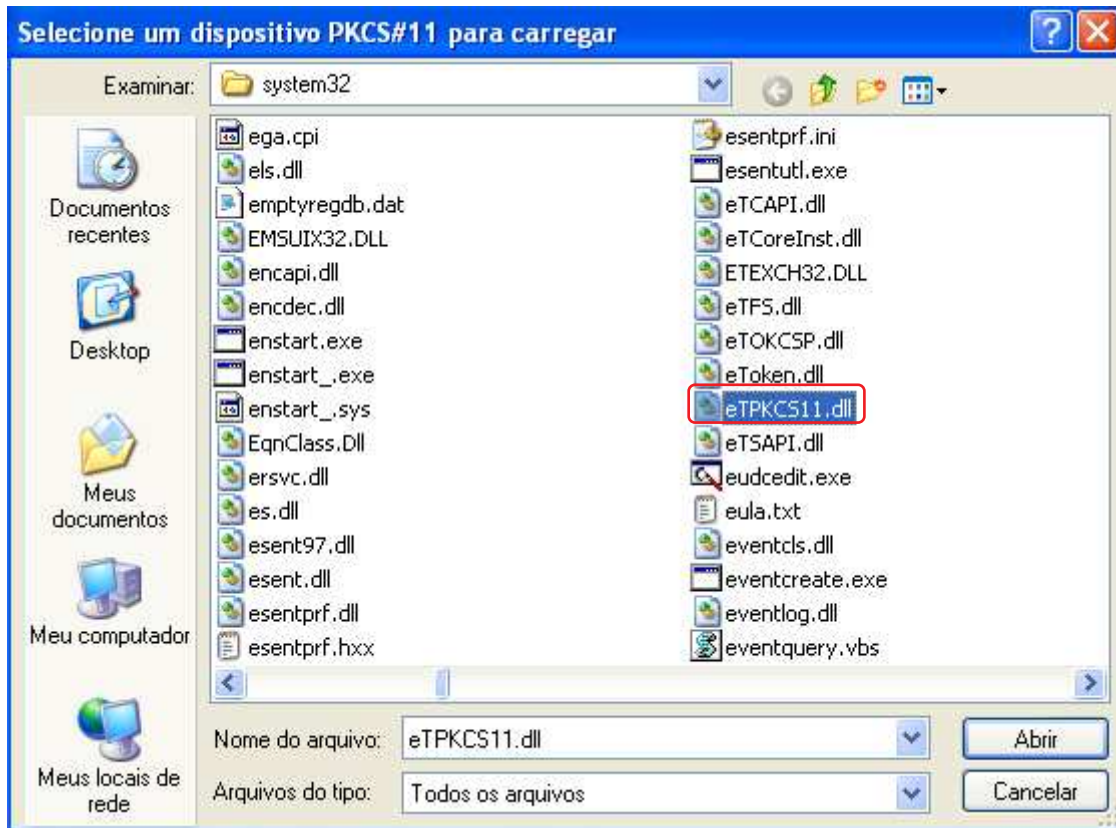 Selecione um dispositivo PKCS#11 para carregar
Examinar:
system32
Documentos
recentes
Desktop
Meus
documentos
Meu computador
Meus locais de
rede
ega.cpi
els.dll
emptyregdb.dat
EMSUIX32.DLL
encapi.dll
encdec.dll
enstart.exe
enstart_.exe
enstart_.sys
EqnClass.Dll
ersvc.dll
es.dll
esent97.dll
esent.dll
esentprf.dll
esentprf.hxx
esentprf.ini
esentutl.exe
eTCAPI.dll
eTCoreInst.dll
ETEXCH32.DLL
eTFS.dll
eTOKCSP.dll
eToken.dll
eTPKCS11.dll
eTSAPI.dll
eudcedit.exe
eula.txt
eventcls.dll
eventcreate.exe
eventlog.dll
eventquery.vbs
Nome do arquivo:
eTPKCS11.dll
Abrir
Arquivos do tipo:
Todos os arquivos
Cancelar